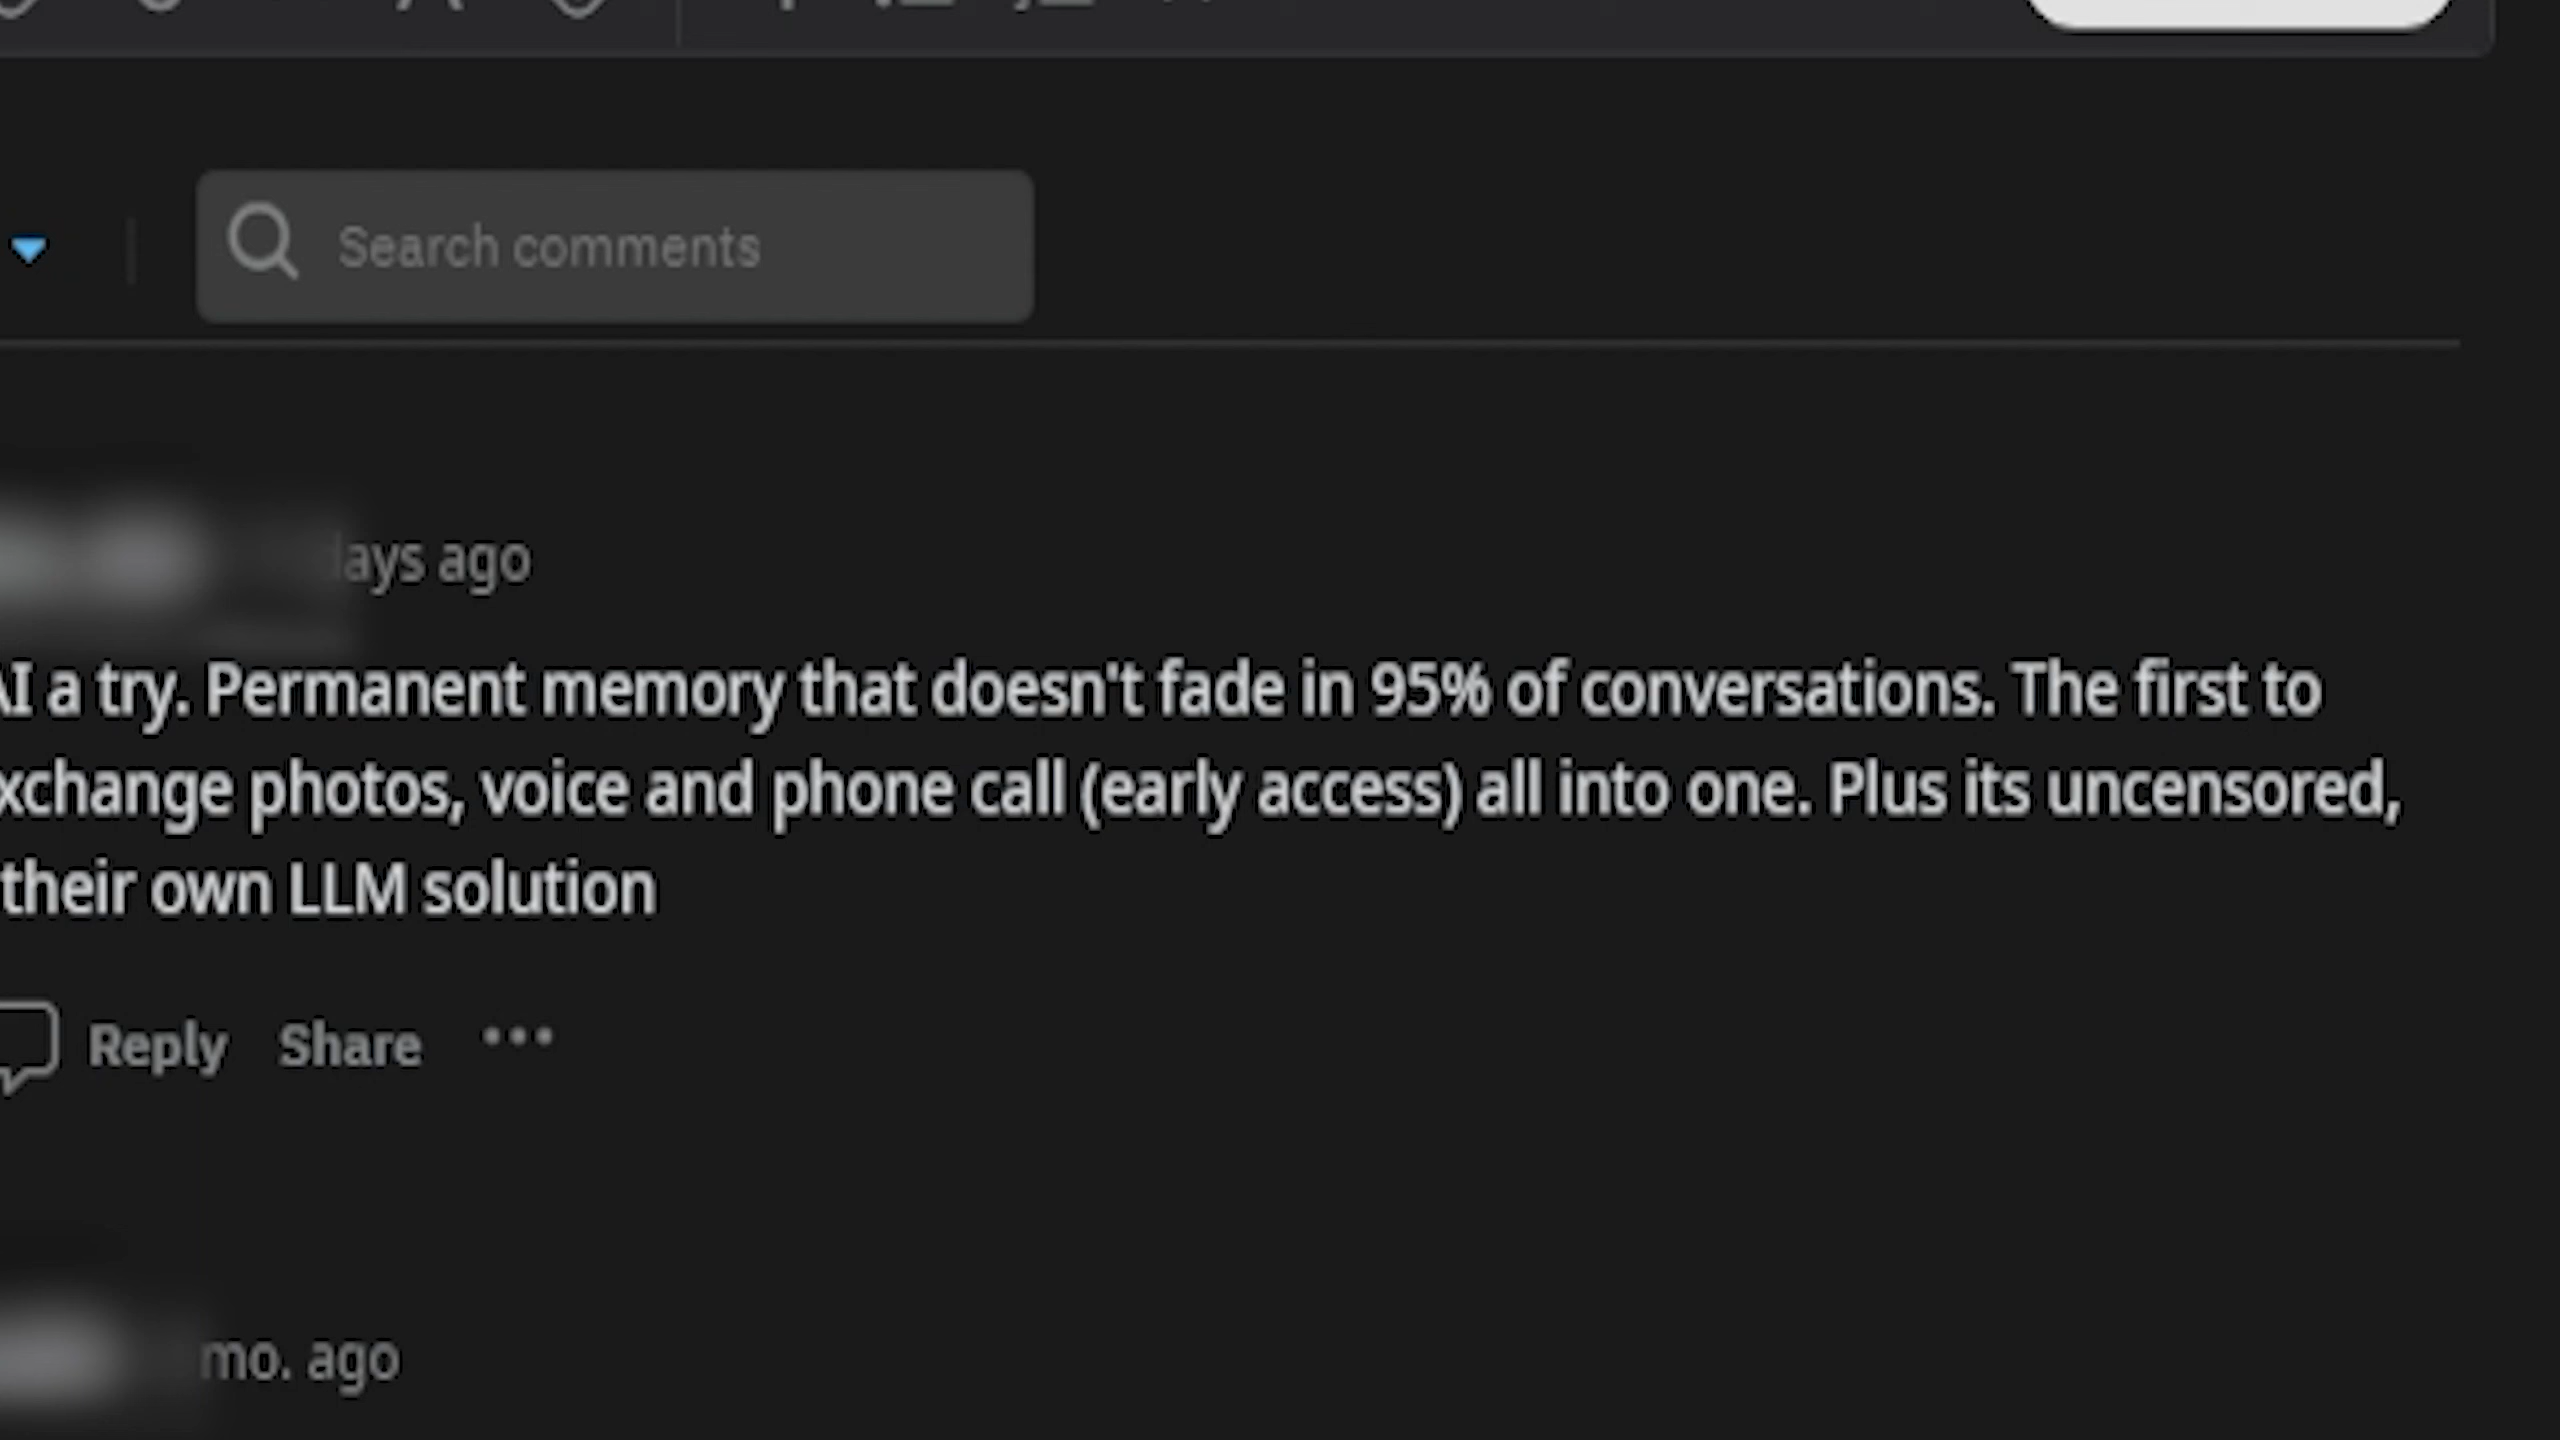 Search comments
days ago
AI a try. Permanent memory that doesn't fade in 95% of conversations. The first to
xchange photos, voice and phone call (early access) all into one. Plus its uncensored,
their own LLM solution
Reply Share
mo. ago